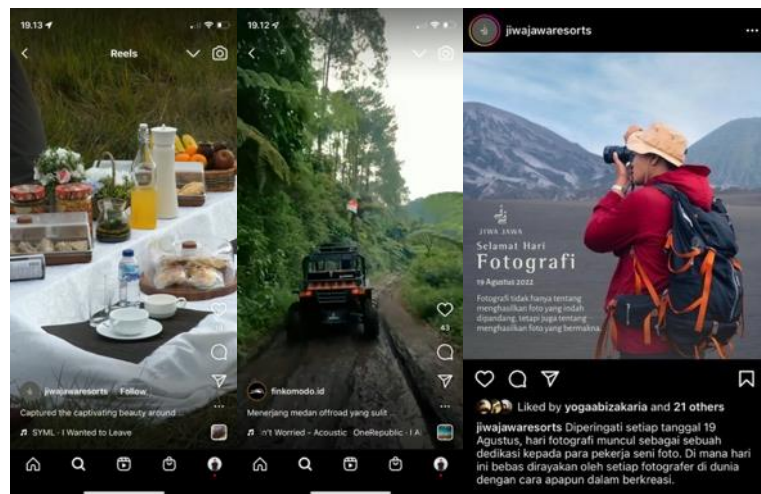 19.13
Reels
jiwajawaresorts Follow
Captured the captivating beauty around
SYML · I Wanted to Leave
19.12
43
finkomodo.id
Menerjang medan offroad yang sulit
n't Worried - Acoustic OneRepublic · I A
jiwajawaresorts
JIWA JAWA
Selamat Hari
Fotografi
19 Agustus 2022
Fotografi tidak hanya tentang
menghasilkan foto yang indah
dipandang, tetapi juga tentang
menghasilkan foto yang bermakna.
Liked by yogaabizakaria and 21 others
jiwajawaresorts Diperingati setiap tanggal 19
Agustus, hari fotografi muncul sebagai sebuah
dedikasi kepada para pekerja seni foto. Di mana hari
ini bebas dirayakan oleh setiap fotografer di dunia
dengan cara apapun dalam berkreasi.